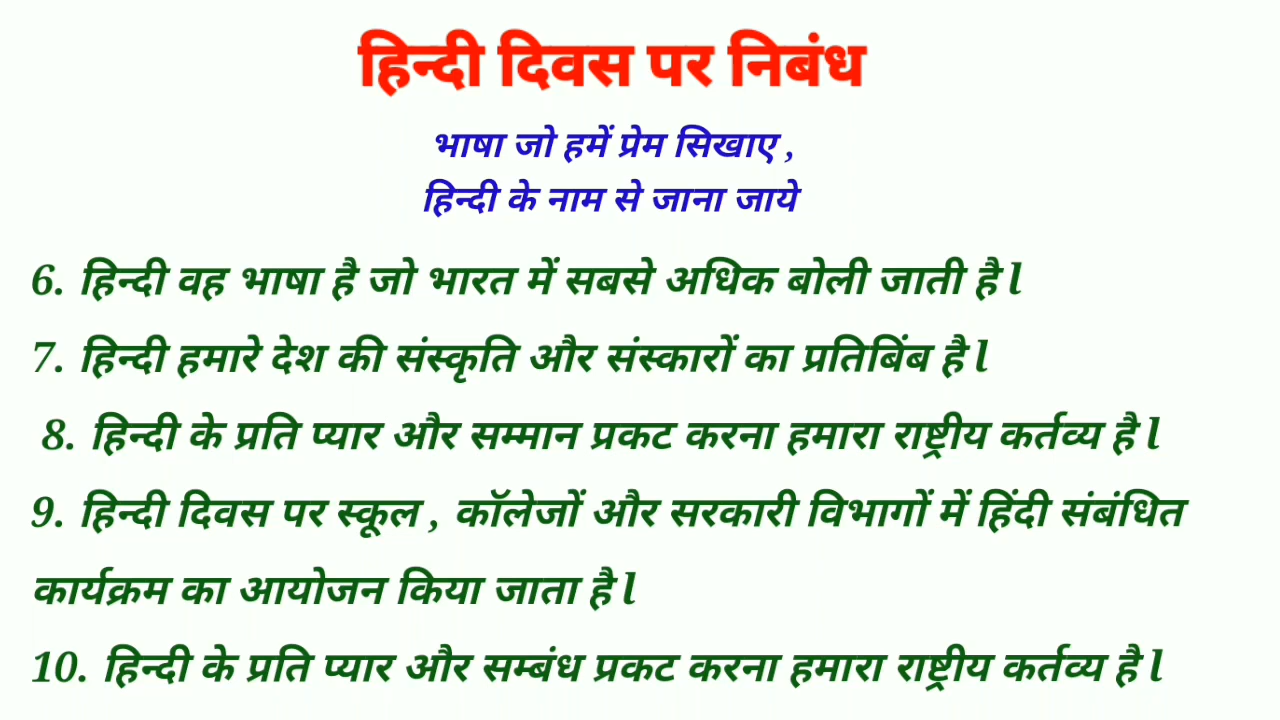 हिन्दी दिवस पर निबंध
भाषा जो हमें प्रेम सिखाए ,
हिन्दी के नाम से जाना जाये
6. हिन्दी वह भाषा है जो भारत में सबसे अधिक बोली जाती है l
7. हिन्दी हमारे देश की संस्कृति और संस्कारों का प्रतिबिंब है l
8. हिन्दी के प्रति प्यार और सम्मान प्रकट करना हमारा राष्ट्रीय कर्तव्य है l
9. हिन्दी दिवस पर स्कूल , कॉलेजों और सरकारी विभागों में हिंदी संबंधित
कार्यक्रम का आयोजन किया जाता है l
10. हिन्दी के प्रति प्यार और सम्बंध प्रकट करना हमारा राष्ट्रीय कर्तव्य है l